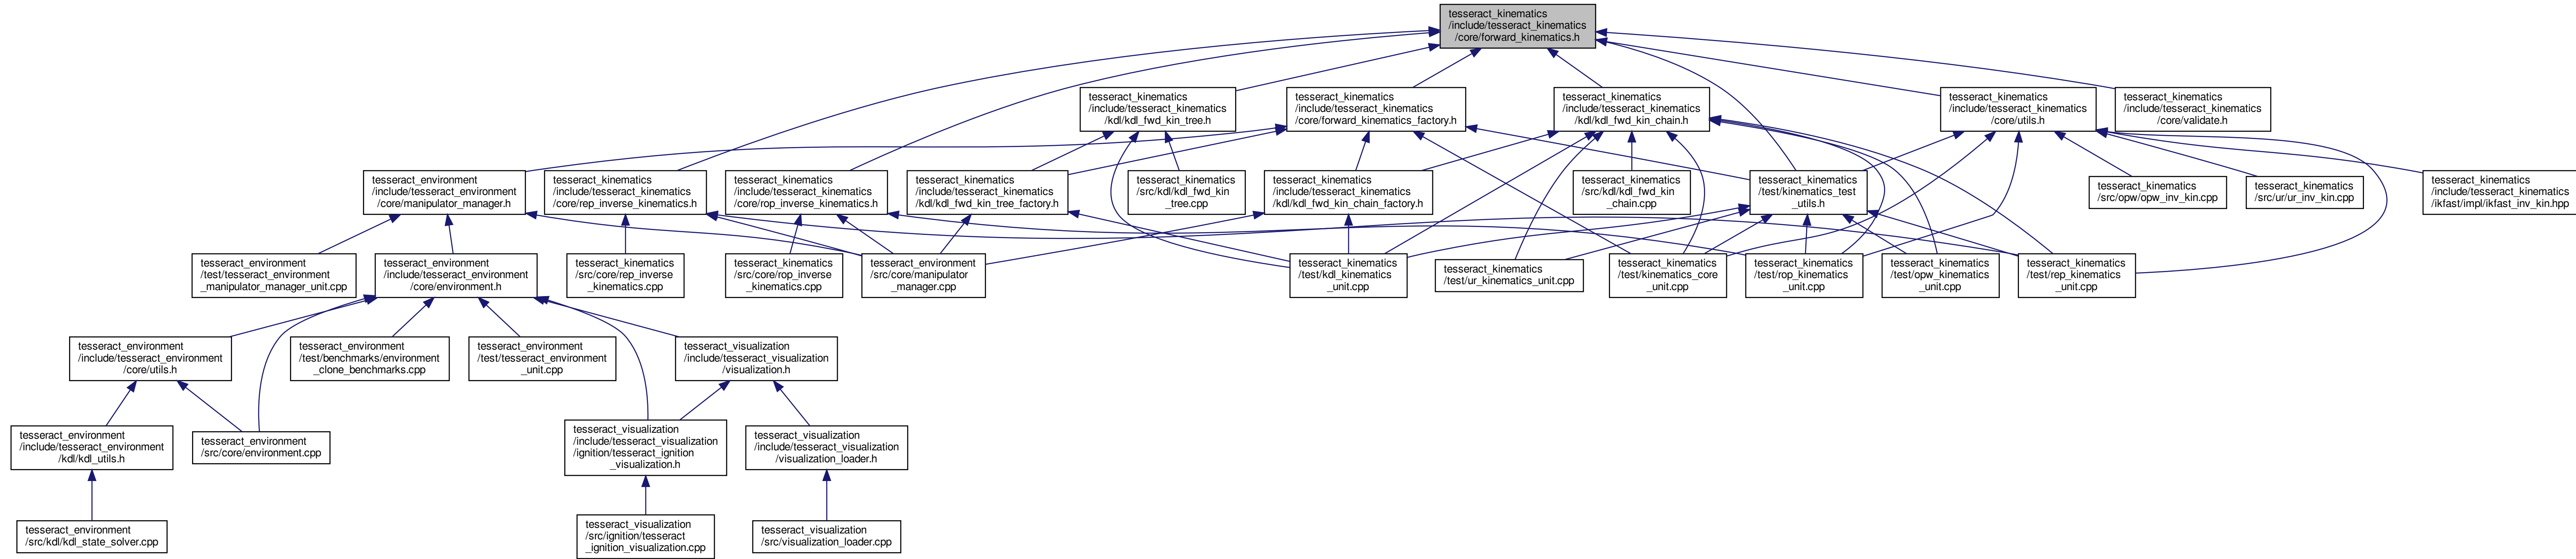 tesseract_kinematics
/include/tesseract_kinematics
/core/forward_kinematics.h
tesseract_kinematics
/include/tesseract_kinematics
/kdl/kdl_fwd_kin_tree.h
tesseract_kinematics
/include/tesseract_kinematics
/core/forward_kinematics_factory.h
tesseract_kinematics
/include/tesseract_kinematics
/kdl/kdl_fwd_kin_chain.h
tesseract_kinematics
/include/tesseract_kinematics
/core/utils.h
tesseract_kinematics
/include/tesseract_kinematics
/core/validate.h
tesseract_environment
/include/tesseract_environment
/core/manipulator_manager.h
tesseract_kinematics
/include/tesseract_kinematics
/core/rep_inverse_kinematics.h
tesseract_kinematics
/include/tesseract_kinematics
/core/rop_inverse_kinematics.h
tesseract_kinematics
/include/tesseract_kinematics
/kdl/kdl_fwd_kin_tree_factory.h
tesseract_kinematics
/src/kdl/kdl_fwd_kin
_tree.cpp
tesseract_kinematics
/include/tesseract_kinematics
/kdl/kdl_fwd_kin_chain_factory.h
tesseract_kinematics
/src/kdl/kdl_fwd_kin
_chain.cpp
tesseract_kinematics
/test/kinematics_test
_utils.h
tesseract_kinematics
/src/opw/opw_inv_kin.cpp
tesseract_kinematics
/src/ur/ur_inv_kin.cpp
tesseract_kinematics
/include/tesseract_kinematics
/ikfast/impl/ikfast_inv_kin.hpp
tesseract_environment
/test/tesseract_environment
_manipulator_manager_unit.cpp
tesseract_environment
/include/tesseract_environment
/core/environment.h
tesseract_kinematics
/src/core/rep_inverse
_kinematics.cpp
tesseract_kinematics
/src/core/rop_inverse
_kinematics.cpp
tesseract_environment
/src/core/manipulator
_manager.cpp
tesseract_kinematics
/test/kdl_kinematics
_unit.cpp
tesseract_kinematics
/test/ur_kinematics_unit.cpp
tesseract_kinematics
/test/kinematics_core
_unit.cpp
tesseract_kinematics
/test/rop_kinematics
_unit.cpp
tesseract_kinematics
/test/opw_kinematics
_unit.cpp
tesseract_kinematics
/test/rep_kinematics
_unit.cpp
tesseract_environment
/include/tesseract_environment
/core/utils.h
tesseract_environment
/test/benchmarks/environment
_clone_benchmarks.cpp
tesseract_environment
/test/tesseract_environment
_unit.cpp
tesseract_visualization
/include/tesseract_visualization
/visualization.h
tesseract_environment
/include/tesseract_environment
/kdl/kdl_utils.h
tesseract_environment
/src/core/environment.cpp
tesseract_visualization
/include/tesseract_visualization
/ignition/tesseract_ignition
_visualization.h
tesseract_visualization
/include/tesseract_visualization
/visualization_loader.h
tesseract_environment
/src/kdl/kdl_state_solver.cpp
tesseract_visualization
/src/ignition/tesseract
_ignition_visualization.cpp
tesseract_visualization
/src/visualization_loader.cpp